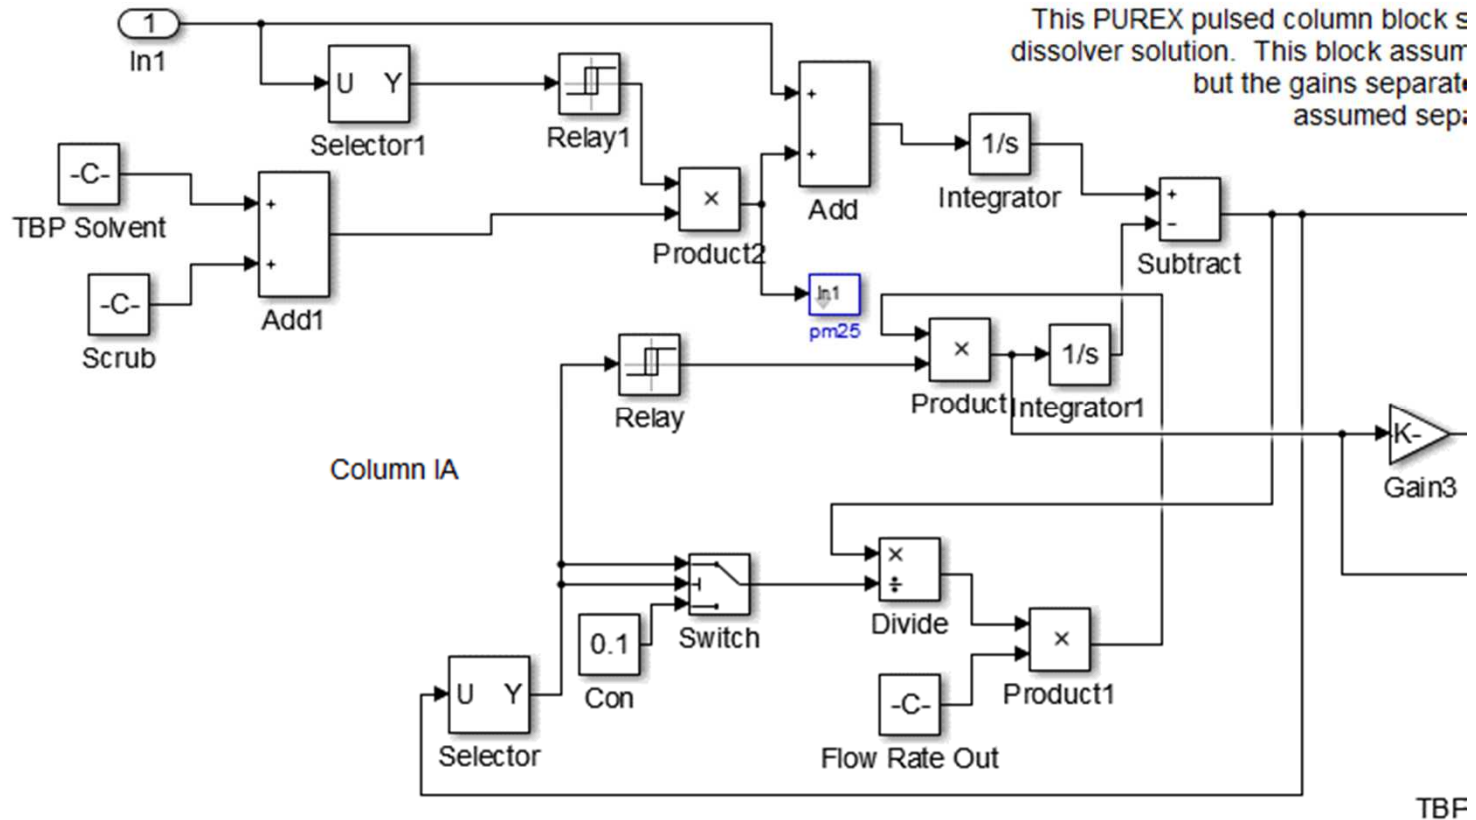 1
In1
This PUREX pulsed column block s
dissolver solution. This block assum
but the gains separate
assumed sepa
U Y
Selector1
Relay1
+
+
Add
1/s
Integrator
-C-
TBP Solvent
+
+
Add1
-C-
Scrub
×
Product2
+
-
Subtract
In1
pm25
Relay
×
Product
1/s
Integrator1
K-
Gain3
Column IA
Switch
0.1
Con
×
÷
Divide
×
Product1
U Y
Selector
-C-
Flow Rate Out
TBP